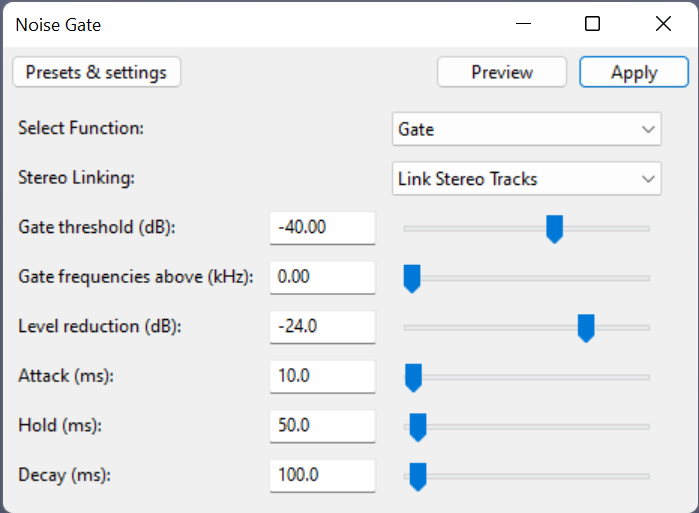 Noise Gate
Presets & settings Preview Apply
Select Function: Gate
Stereo Linking: Link Stereo Tracks
Gate threshold (dB): -40.00
Gate frequencies above (kHz): 0.00
Level reduction (dB): -24.0
Attack (ms): 10.0
Hold (ms): 50.0
Decay (ms): 100.0